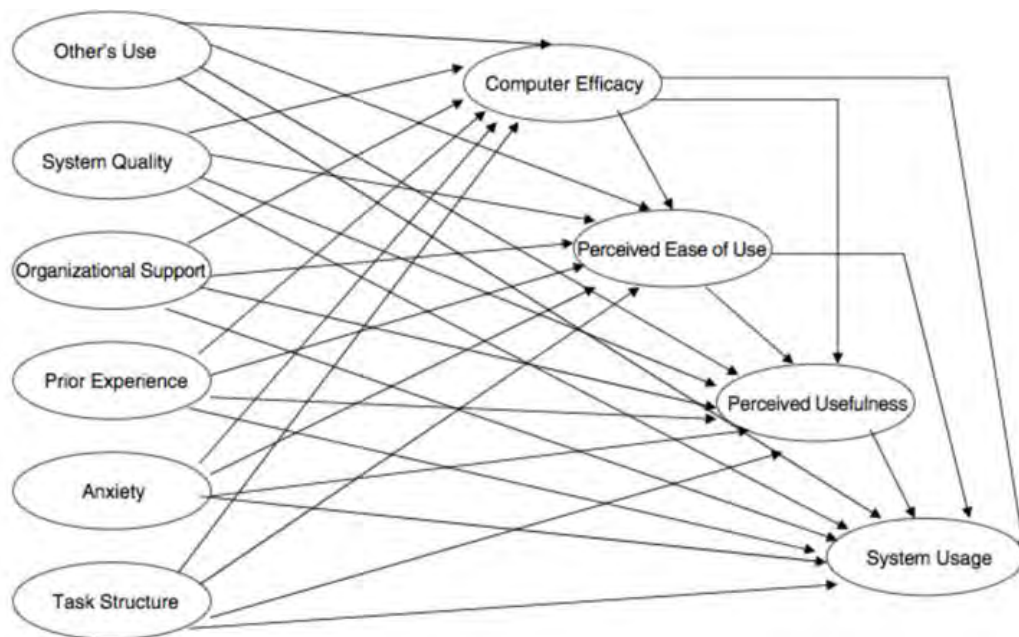 Other's Use
Computer Efficacy
System Quality
Perceived Ease of Use
Organizational Support
Prior Experience
Perceived Usefulness
Anxiety
System Usage
Task Structure